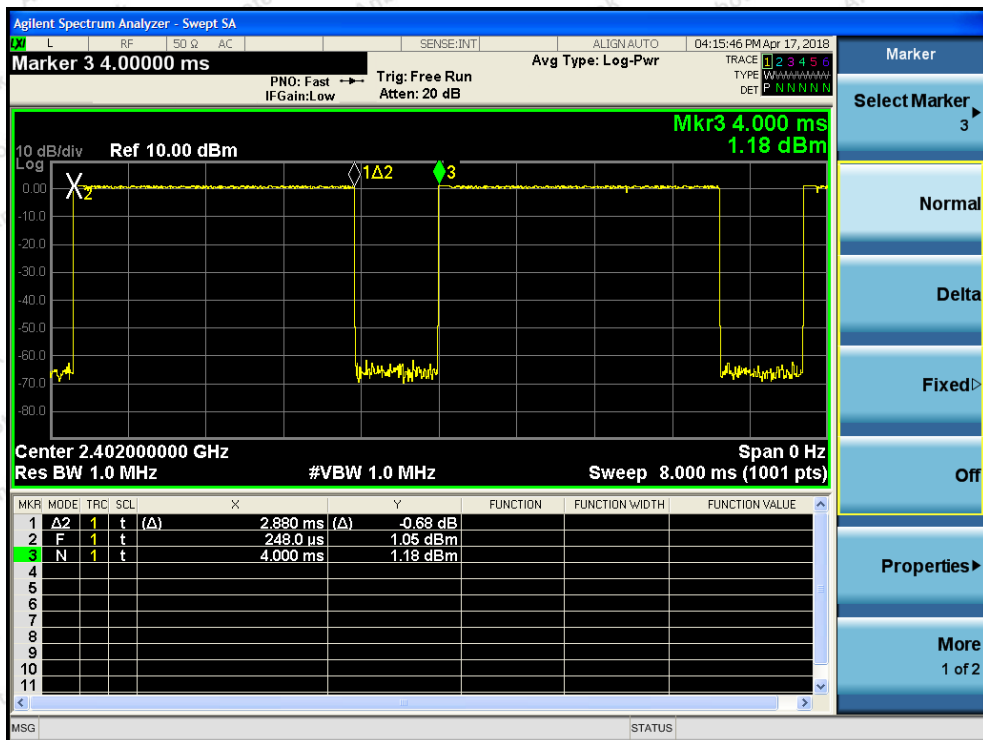 Agilent Spectrum Analyzer - Swept SA
LXI L RF 50 Ω AC SENSE:INT ALIGN AUTO 04:15:46 PM Apr 17, 2018
Marker 3 4.00000 ms
PNO: Fast
IFGain:Low
Trig: Free Run
Atten: 20 dB
Avg Type: Log-Pwr
TRACE 1 2 3 4 5 6
TYPE WWWWWW
DET P N N N N N
Mkr3 4.000 ms
1.18 dBm
10 dB/div Ref 10.00 dBm
Log
0.00
-10.0
-20.0
-30.0
-40.0
-50.0
-60.0
-70.0
-80.0
2
1Δ2
3
Center 2.402000000 GHz Span 0 Hz
Res BW 1.0 MHz #VBW 1.0 MHz Sweep 8.000 ms (1001 pts)
MKR MODE TRC SCL X Y FUNCTION FUNCTION WIDTH FUNCTION VALUE
1 Δ2 1 t (Δ) 2.880 ms (Δ) -0.68 dB
2 F 1 t 248.0 µs 1.05 dBm
3 N 1 t 4.000 ms 1.18 dBm
4
5
6
7
8
9
10
11
MSG STATUS
Marker
Select Marker
3
Normal
Delta
Fixed
Off
Properties
More
1 of 2